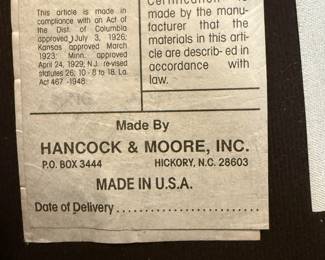 This article is made in
compliance with an Act of
the Dist. of Columbia
approved ) July 3, 1926;
Kansas approved March
1923; Minn. approved
April 24, 1929; N.J. revised
statutes 26: 10-8 to 18. La.
Act 467-1948.
made by the manu-
facturer that the
materials in this arti-
cle are describ- ed in
accordance with
law.
Made By
HANCOCK & MOORE, INC.
P.O. BOX 3444 HICKORY, N.C. 28603
MADE IN U.S.A.
Date of Delivery